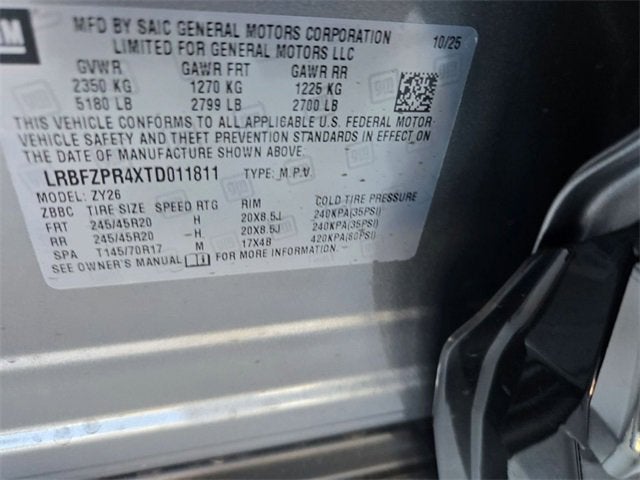 GM
MFD BY SAIC GENERAL MOTORS CORPORATION 10/25
LIMITED FOR GENERAL MOTORS LLC
GVWR GAWR FRT GAWR RR
2350 KG 1270 KG 1225 KG
5180 LB 2799 LB 2700 LB
THIS VEHICLE CONFORMS TO ALL APPLICABLE U.S. FEDERAL MOTOR
VEHICLE SAFETY AND THEFT PREVENTION STANDARDS IN EFFECT ON
THE DATE OF MANUFACTURE SHOWN ABOVE.
LRBFZPR4XTD011811 TYPE: M.P.V
MODEL: ZY26
ZBBC TIRE SIZE SPEED RTG RIM COLD TIRE PRESSURE
FRT 245/45R20 H 20X8.5J 240KPA(35PSI)
RR 245/45R20 H 20X8.5J 240KPA(35PSI)
SPA T145/70R17 M 17X4B 420KPA(60PSI)
SEE OWNER'S MANUAL FOR MORE INFORMATION.